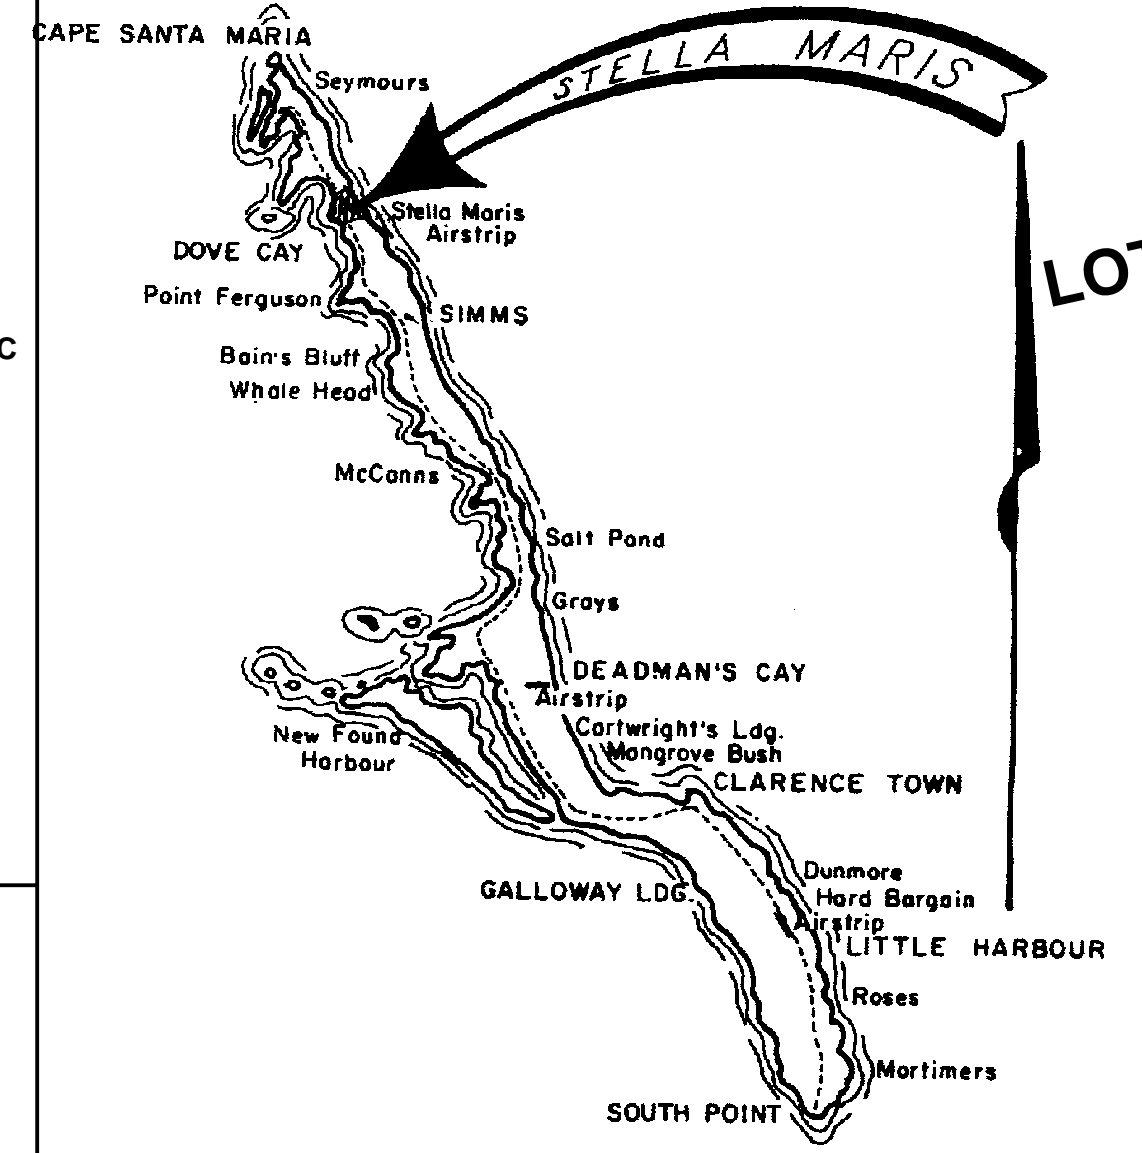 CAPE SANTA MARIA
STELLA MARIS
Seymours
Stella Maris
Airstrip
DOVE CAY
LOT
Point Ferguson
SIMMS
C
Bain's Bluff
Whale Head
McCanns
Salt Pond
Grays
DEADMAN'S CAY
Airstrip
Cartwright's Ldg.
Mangrove Bush
New Found
Harbour
CLARENCE TOWN
Dunmore
GALLOWAY LDG.
Hard Bargain
Airstrip
LITTLE HARBOUR
Roses
Mortimers
SOUTH POINT